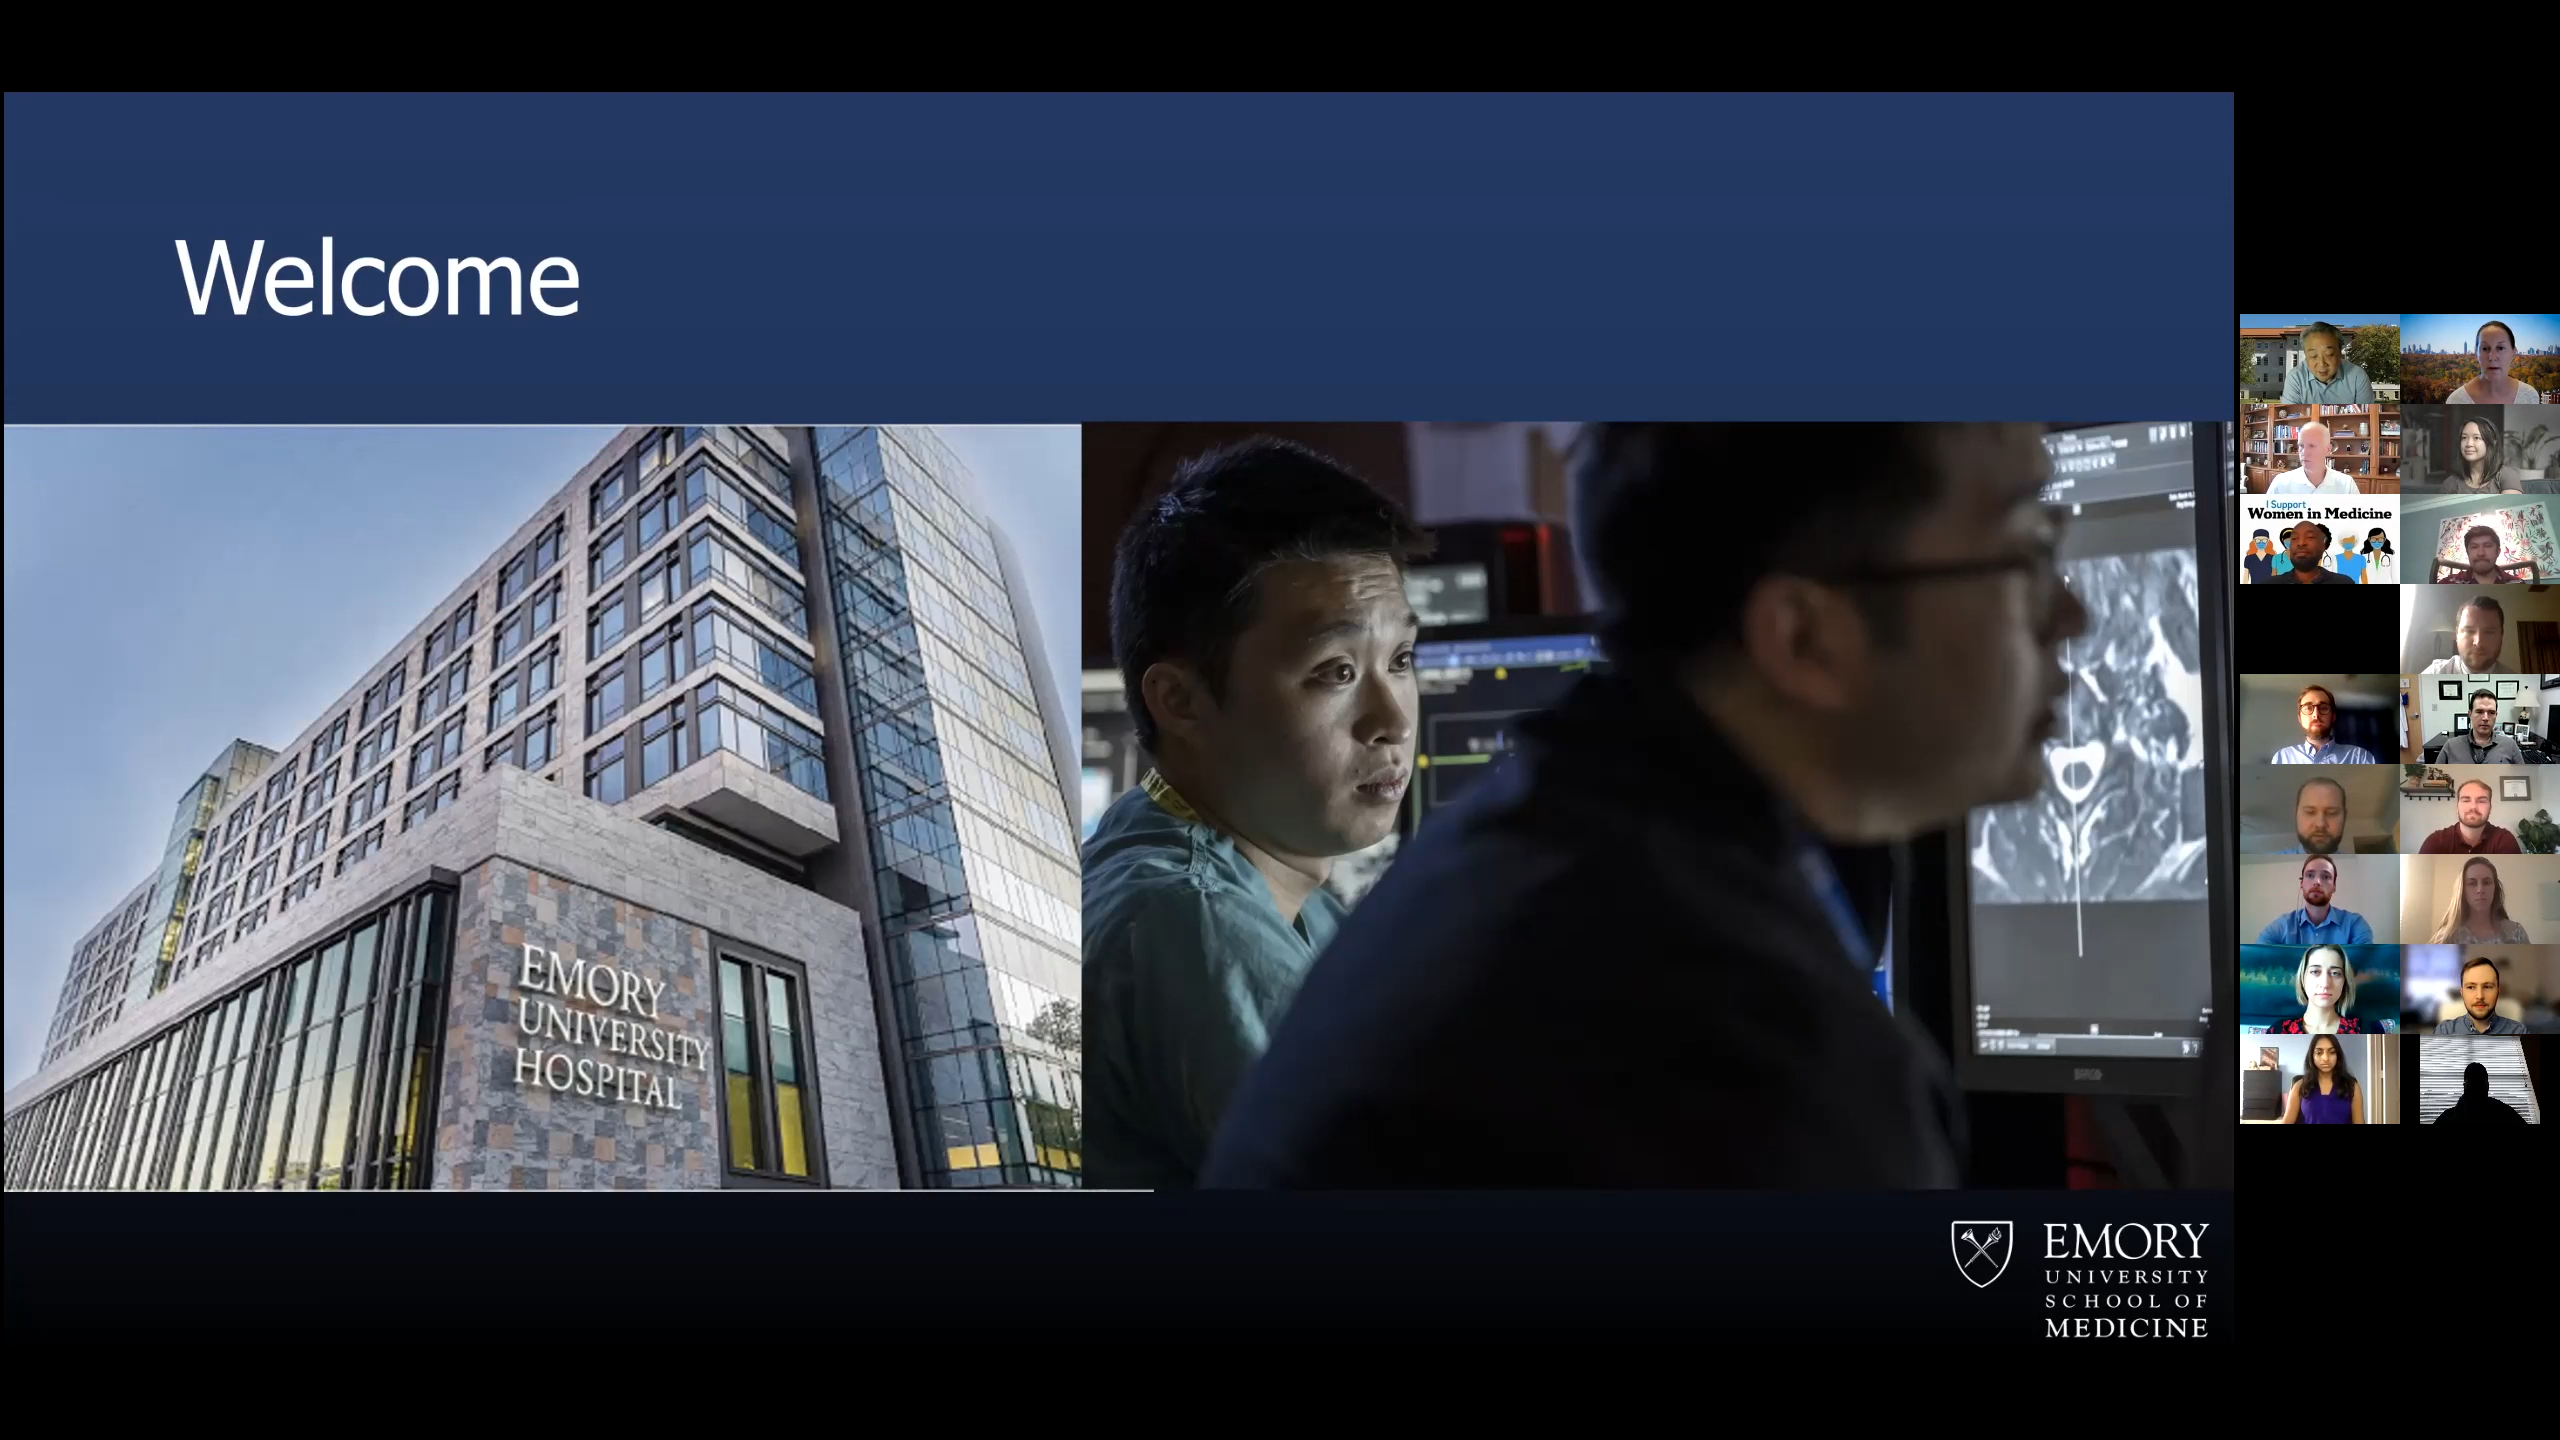 Welcome
EMORY
UNIVERSITY
HOSPITAL
I Support
Women in Medicine
EMORY
UNIVERSITY
SCHOOL OF
MEDICINE